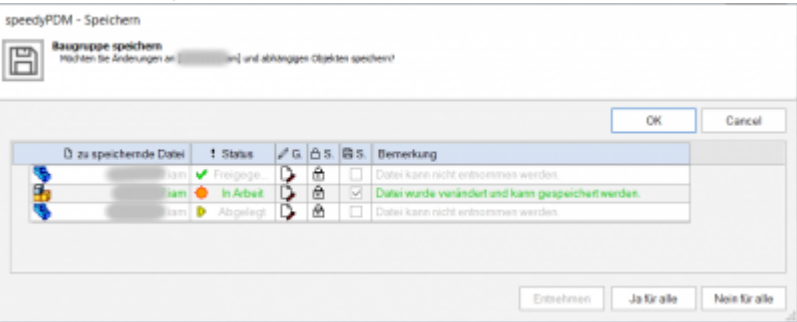 speedyPDM - Speichern
Baugruppe speichern
Möchten Sie Änderungen an [ am] und abhängigen Objekten speichern?
OK Cancel
zu speichernde Datei ! Status G. S. S. Bemerkung
iam Freigege... Datei kann nicht entnommen werden.
iam In Arbeit Datei wurde verändert und kann gespeichert werden.
iam Abgelegt Datei kann nicht entnommen werden.
Entnehmen Ja für alle Nein für alle